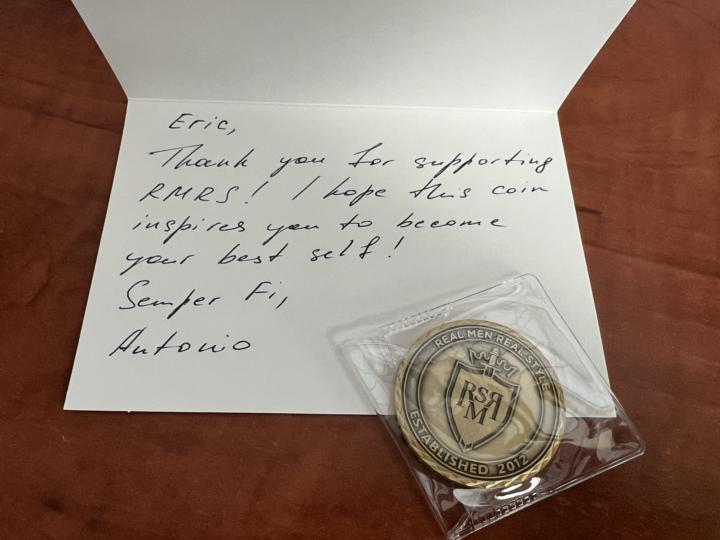 Eric,
Thank you for supporting
RMRS! I hope this coin
inspires you to become
your best self!
Semper Fi,
Antonio
REAL MEN REAL STYLE
RSR
M
ESTABLISHED 2012